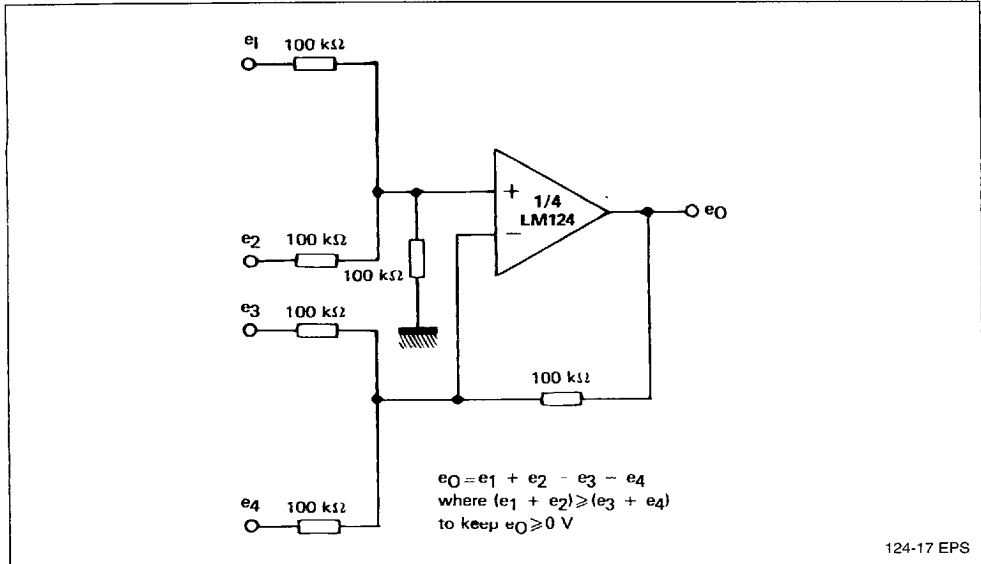 e1
100 kΩ
+
1/4
LM124
−
eO
e2
100 kΩ
100 kΩ
e3
100 kΩ
100 kΩ
e4
100 kΩ
eO = e1 + e2 - e3 - e4
where (e1 + e2) ⩾ (e3 + e4)
to keep eO ⩾ 0 V
124-17 EPS